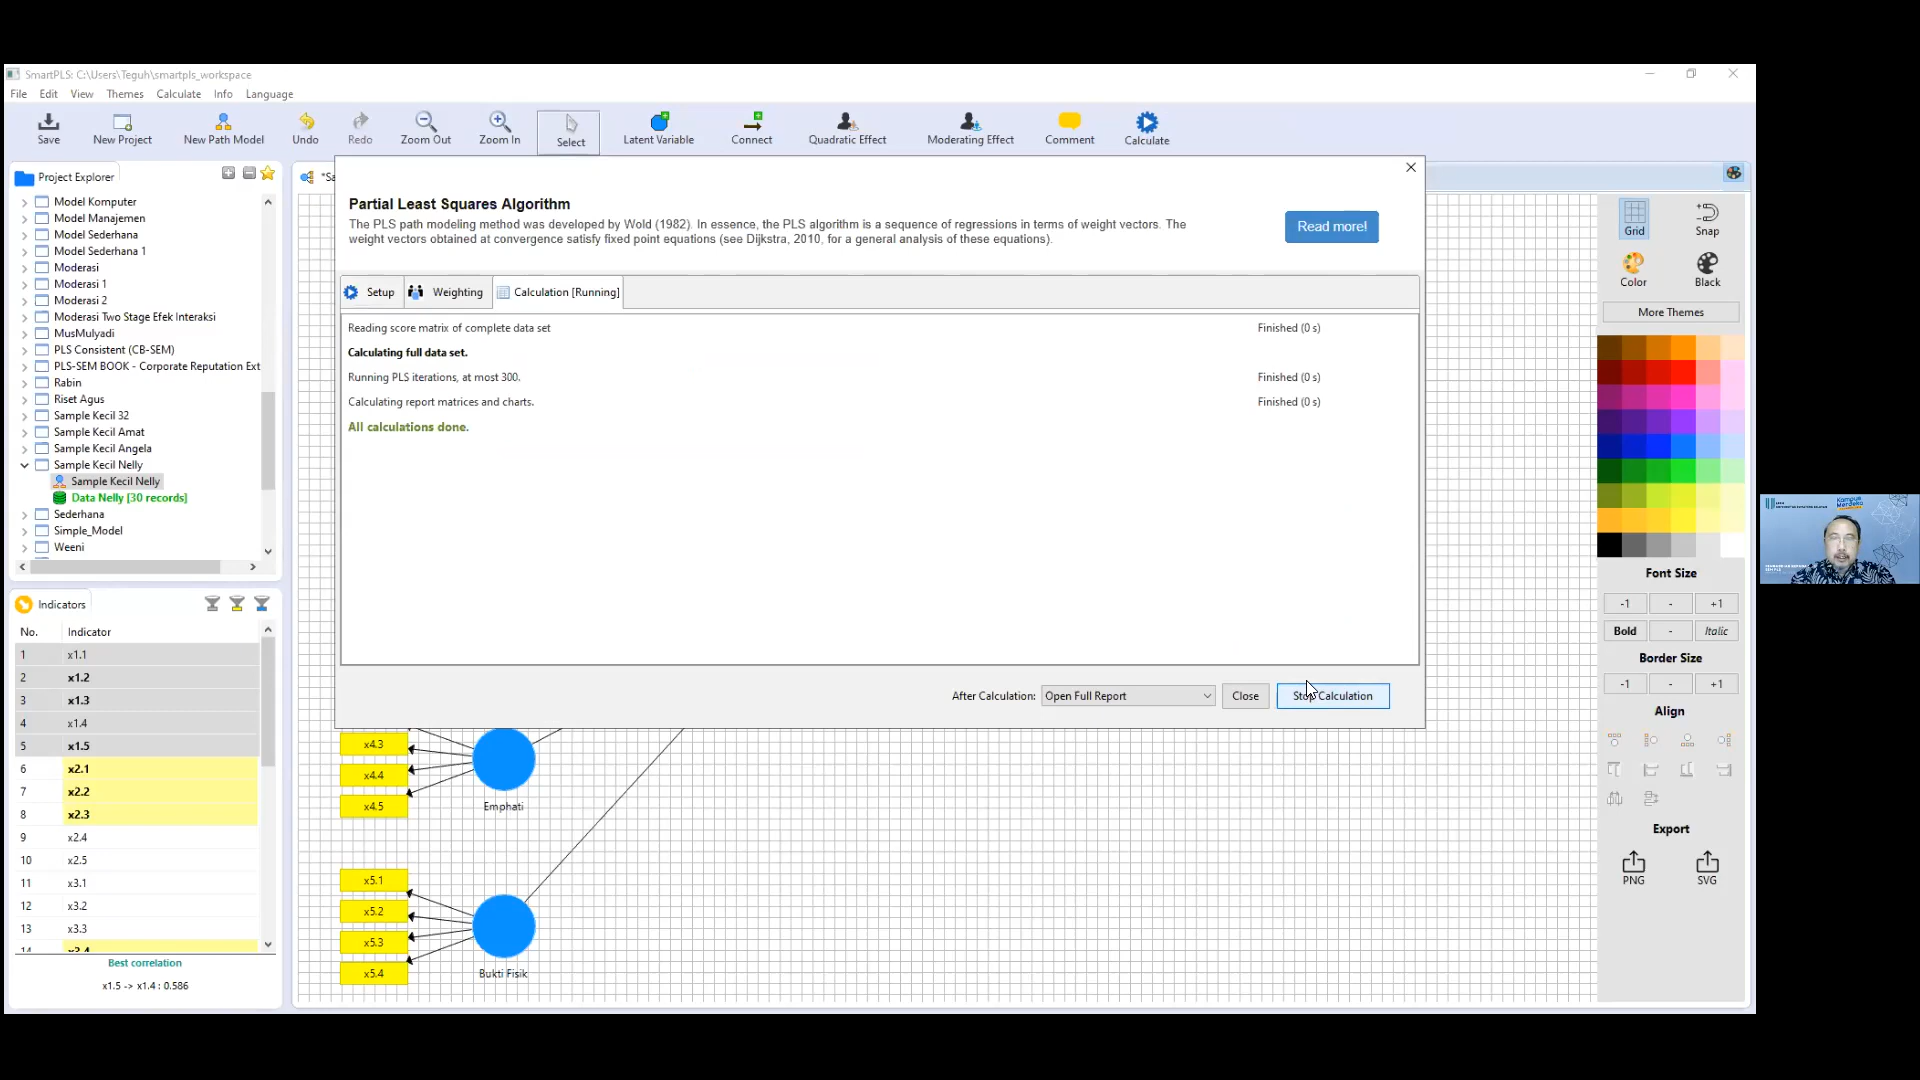 SmartPLS: C:\Users\Teguh\smartpls_workspace
File Edit View Themes Calculate Info Language
Save New Project New Path Model Undo Redo Zoom Out Zoom In Select Latent Variable Connect Quadratic Effect Moderating Effect Comment Calculate
Project Explorer
Model Komputer
Model Manajemen
Model Sederhana
Model Sederhana 1
Moderasi
Moderasi 1
Moderasi 2
Moderasi Two Stage Efek Interaksi
MusMulyadi
PLS Consistent (CB-SEM)
PLS-SEM BOOK - Corporate Reputation Ext
Rabin
Riset Agus
Sample Kecil 32
Sample Kecil Amat
Sample Kecil Angela
Sample Kecil Nelly
Sample Kecil Nelly
Data Nelly [30 records]
Sederhana
Simple_Model
Weeni
Indicators
No. Indicator
1 x1.1
2 x1.2
3 x1.3
4 x1.4
5 x1.5
6 x2.1
7 x2.2
8 x2.3
9 x2.4
10 x2.5
11 x3.1
12 x3.2
13 x3.3
14 x3.4
Best correlation
x1.5 -> x1.4 : 0.586
*Sa
Partial Least Squares Algorithm
The PLS path modeling method was developed by Wold (1982). In essence, the PLS algorithm is a sequence of regressions in terms of weight vectors. The
weight vectors obtained at convergence satisfy fixed point equations (see Dijkstra, 2010, for a general analysis of these equations).
Read more!
Setup Weighting Calculation [Running]
Reading score matrix of complete data set Finished (0 s)
Calculating full data set.
Running PLS iterations, at most 300. Finished (0 s)
Calculating report matrices and charts. Finished (0 s)
All calculations done.
After Calculation: Open Full Report Close Stop Calculation
x4.3
x4.4
x4.5
Emphati
x5.1
x5.2
x5.3
x5.4
Bukti Fisik
Grid Snap
Color Black
More Themes
Font Size
-1 - +1
Bold - Italic
Border Size
-1 - +1
Align
Export
PNG SVG
Kampus
Merdeka